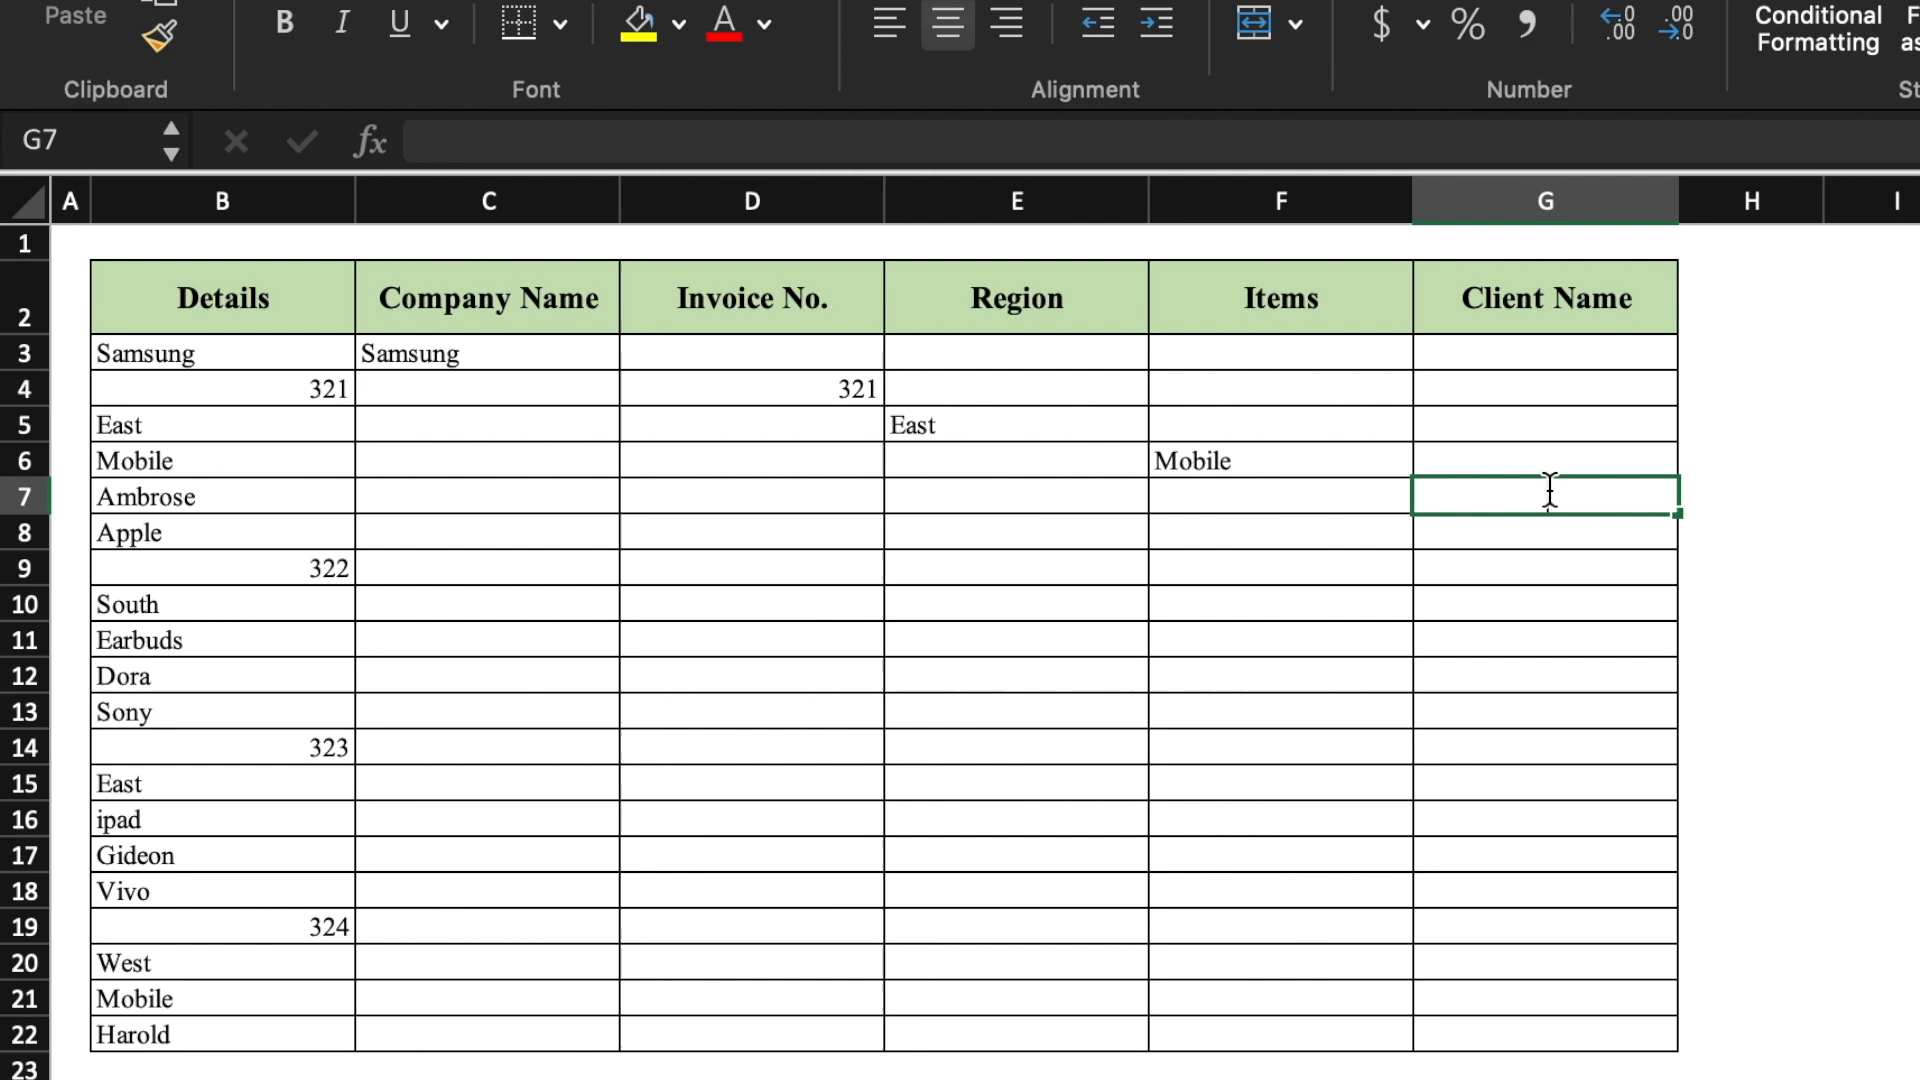 Paste
B I U A $ % ,
Conditional
Formatting
Clipboard Font Alignment Number
G7 fx
A B C D E F G H I
1
2 Details Company Name Invoice No. Region Items Client Name
3 Samsung Samsung
4 321 321
5 East East
6 Mobile Mobile
7 Ambrose
8 Apple
9 322
10 South
11 Earbuds
12 Dora
13 Sony
14 323
15 East
16 ipad
17 Gideon
18 Vivo
19 324
20 West
21 Mobile
22 Harold
23